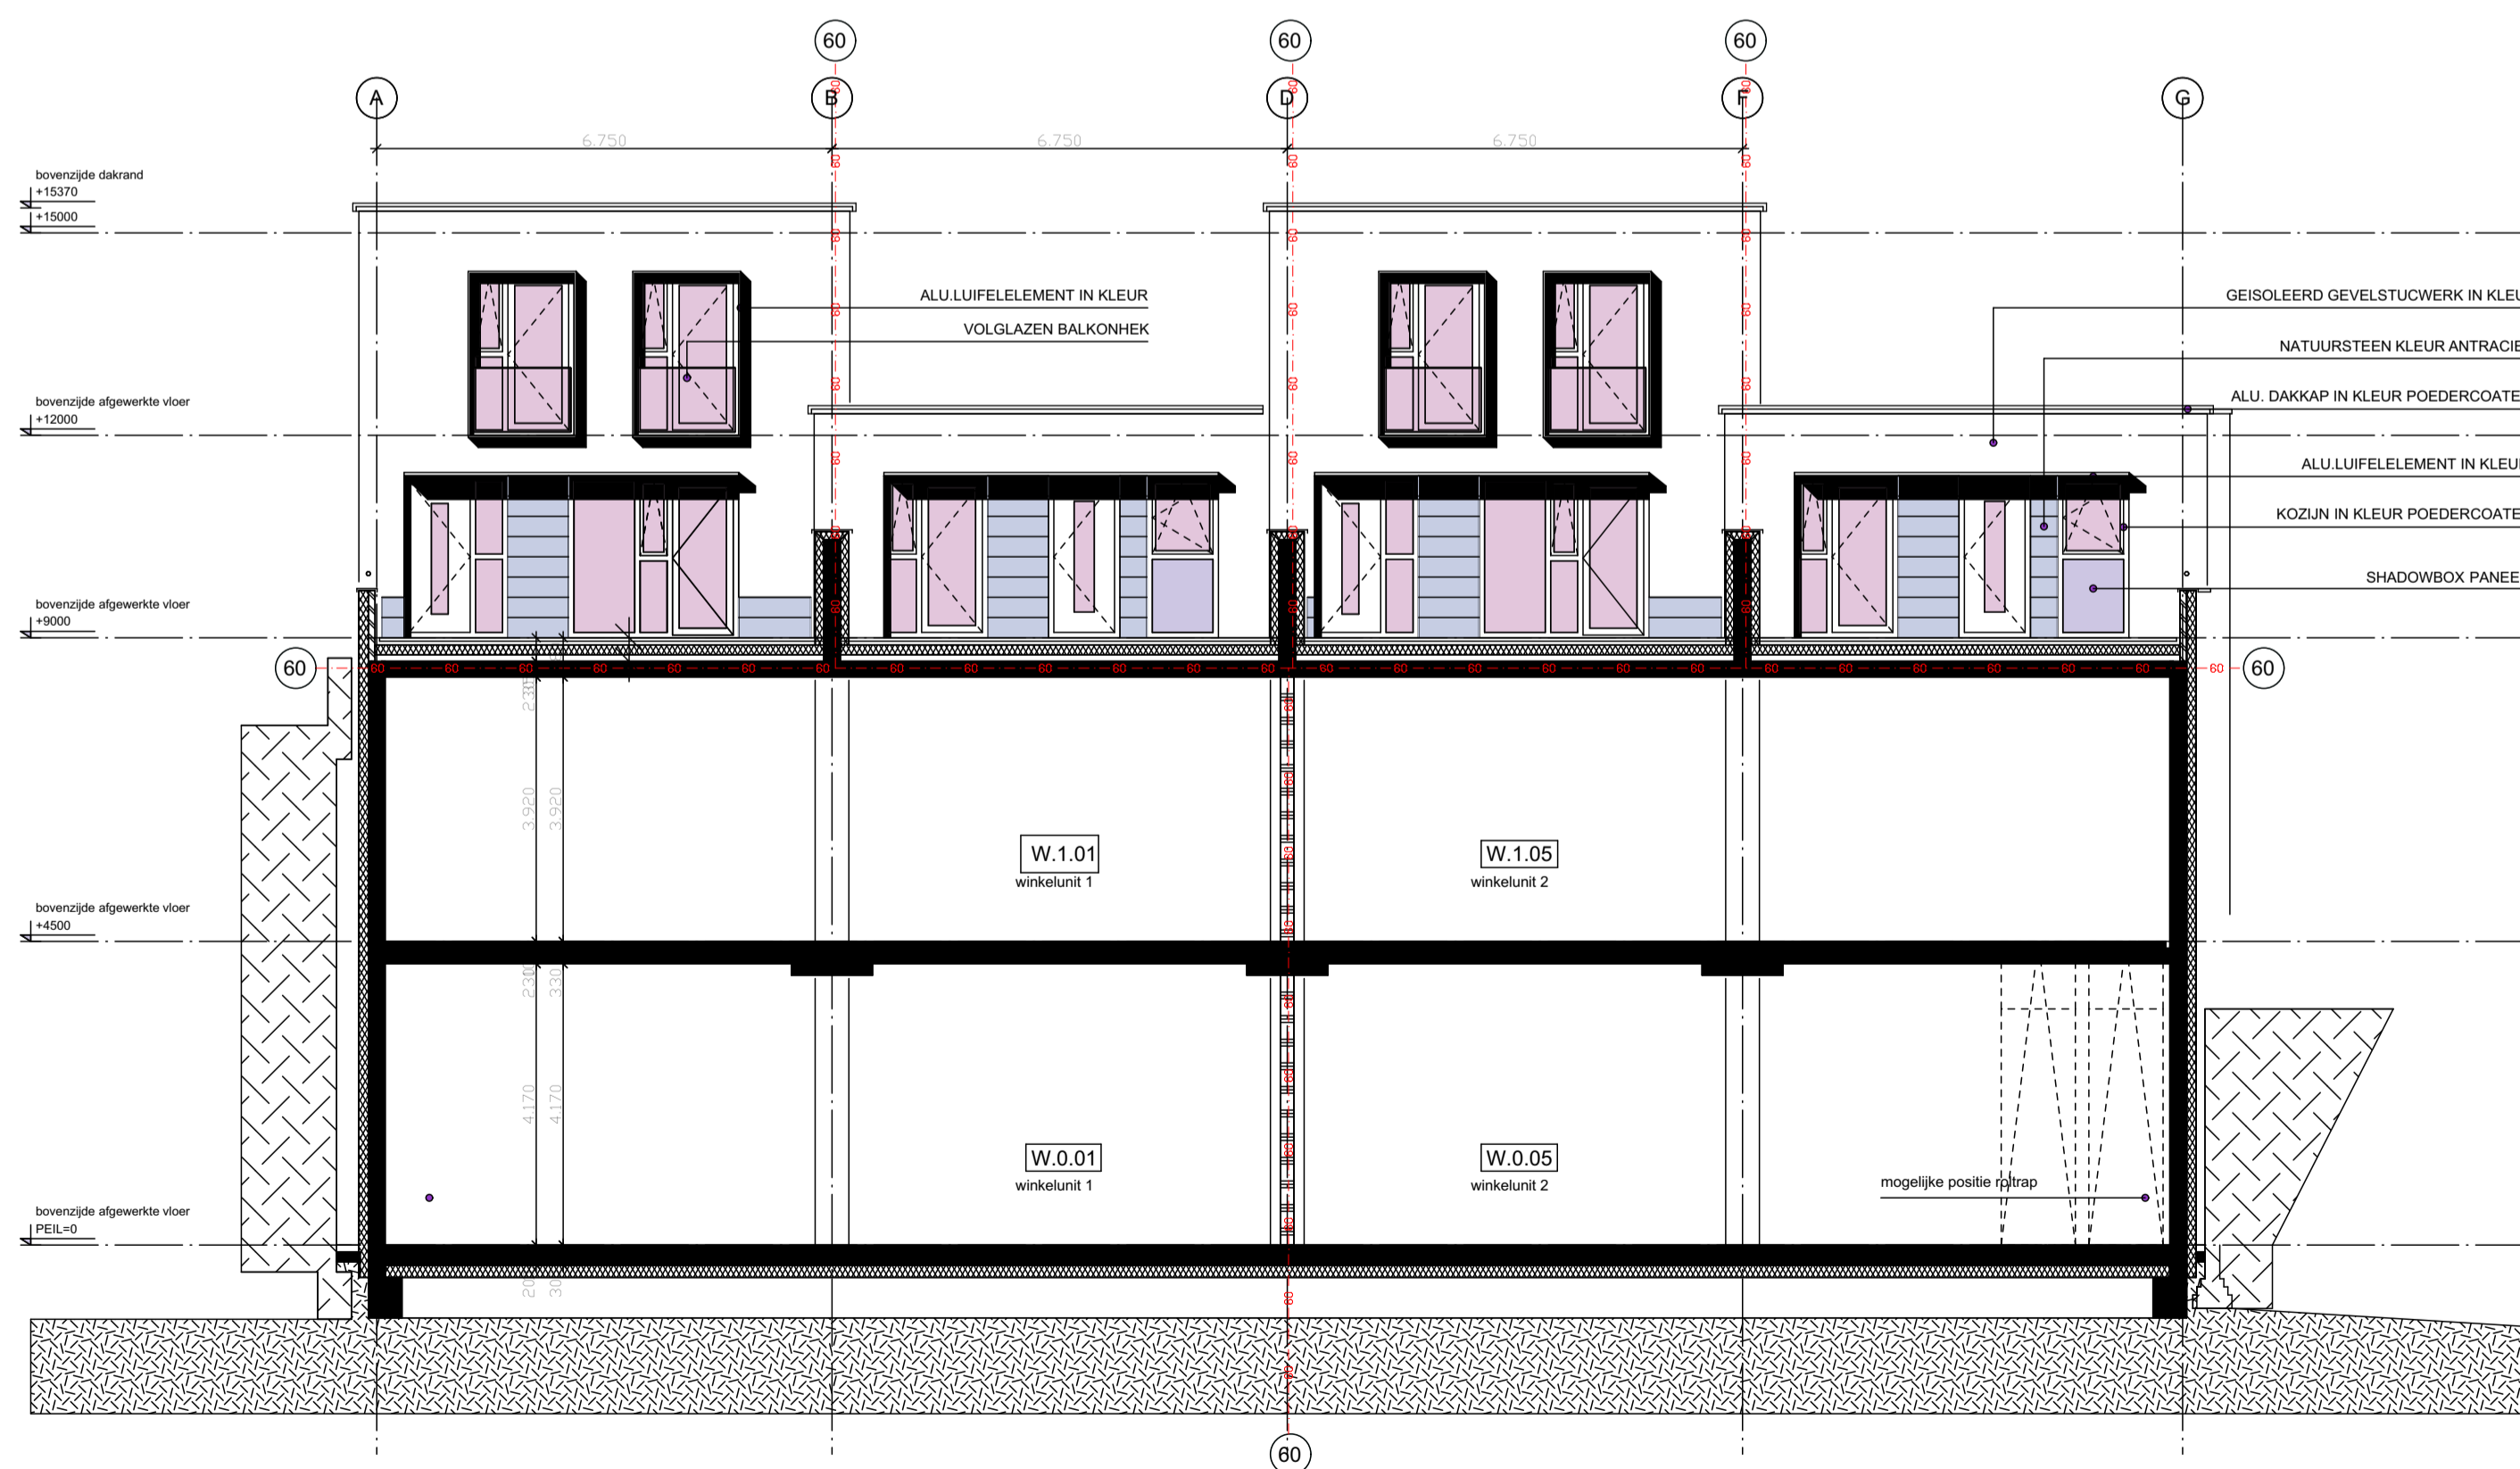 60
60
60
A
B
D
F
G
6.750
6.750
6.750
bovenzijde dakrand
+15370
+15000
ALU.LUIFELELEMENT IN KLEUR
VOLGLAZEN BALKONHEK
GEISOLEERD GEVELSTUCWERK IN KLEU
NATUURSTEEN KLEUR ANTRACIE
ALU. DAKKAP IN KLEUR POEDERCOATE
bovenzijde afgewerkte vloer
+12000
ALU.LUIFELELEMENT IN KLEU
KOZIJN IN KLEUR POEDERCOATE
SHADOWBOX PANEE
bovenzijde afgewerkte vloer
+9000
60
60
3.920
3.920
W.1.01
winkelunit 1
W.1.05
winkelunit 2
bovenzijde afgewerkte vloer
+4500
330
4.170
4.170
W.0.01
winkelunit 1
W.0.05
winkelunit 2
mogelijke positie roltrap
bovenzijde afgewerkte vloer
PEIL=0
60